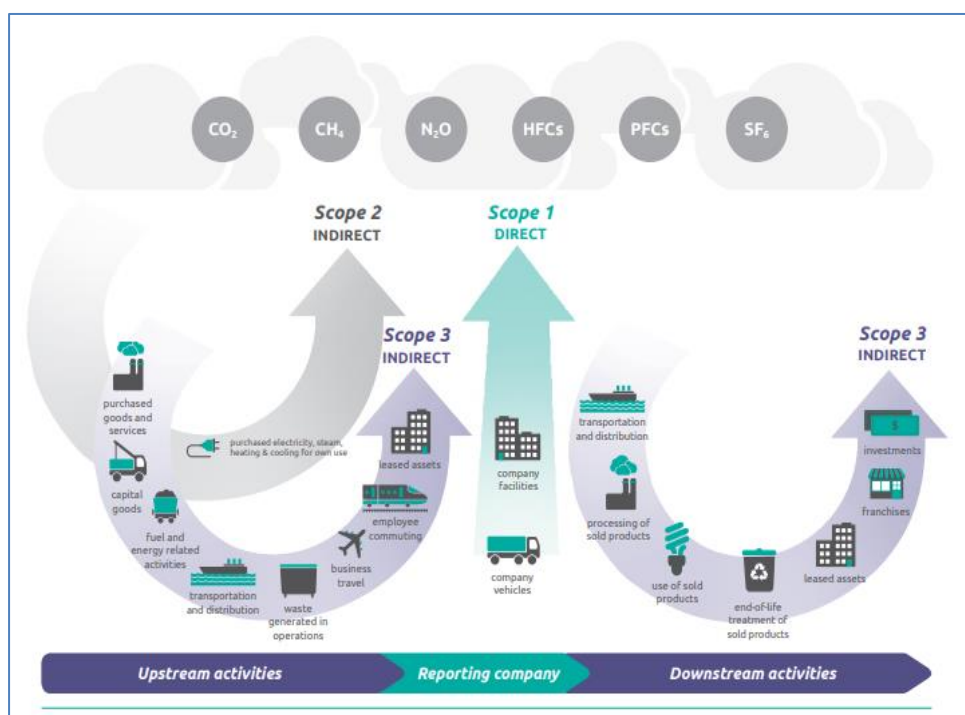 CO₂
CH₄
N₂O
HFCs
PFCs
SF₆
Scope 2
INDIRECT
Scope 1
DIRECT
Scope 3
INDIRECT
Scope 3
INDIRECT
purchased
goods and
services
capital
goods
fuel and
energy related
activities
purchased electricity, steam,
heating & cooling for own use
transportation
and distribution
waste
generated in
operations
business
travel
employee
commuting
leased assets
company
facilities
company
vehicles
transportation
and distribution
processing of
sold products
use of sold
products
end-of-life
treatment of
sold products
leased assets
franchises
$
investments
Upstream activities
Reporting company
Downstream activities